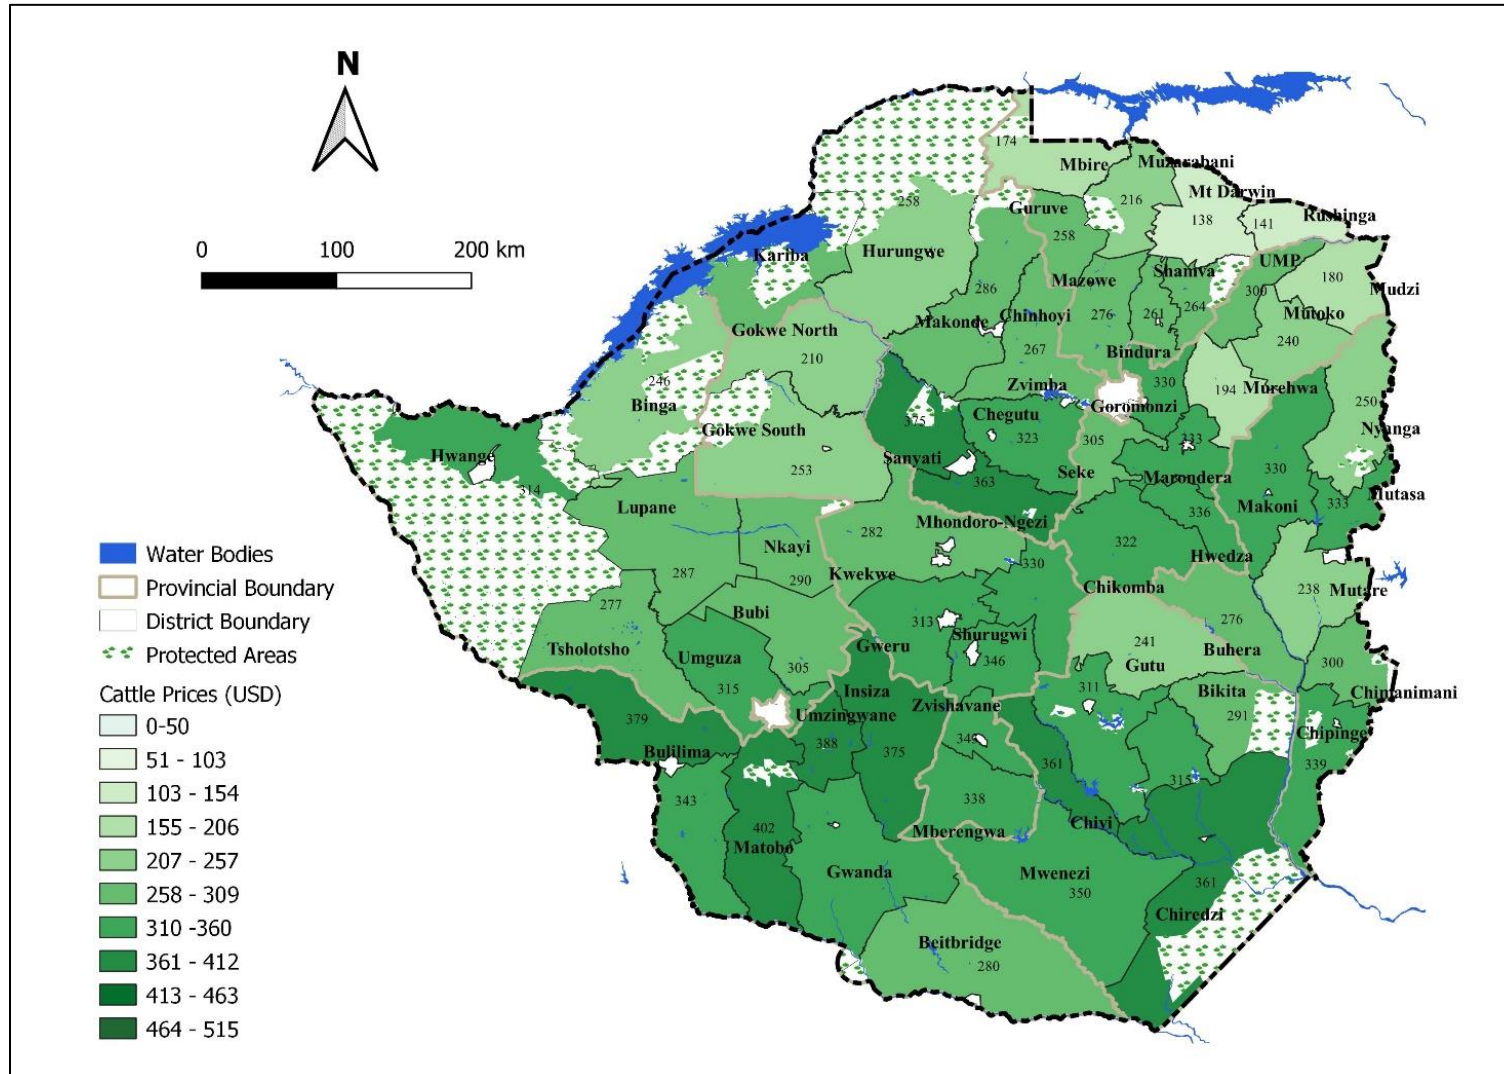 N
0 100 200 km
174
Mbire
Muzarabani
216
Mt Darwin
138
141
Rushinga
258
Guruve
258
Kariba
Hurungwe
Mazowe
Shamva
UMP
180
Mudzi
286
276
261
264
300
Makonde
Chinhoyi
Mutoko
240
Gokwe North
210
267
Bindura
246
Binga
Zvimba
330
194
Murehwa
Goromonzi
250
Nyanga
Gokwe South
375
Chegutu
323
305
333
Hwange
314
253
Sanyati
363
Seke
Marondera
330
Makoni
Mutasa
333
336
Lupane
282
Mhondoro-Ngezi
Nkayi
290
287
Kwekwe
330
322
Hwedza
Chikomba
277
Bubi
313
238
Mutare
276
Tsholotsho
Umguza
305
Gweru
Shurugwi
346
241
Gutu
Buhera
300
315
Insiza
311
Bikita
291
Chimanimani
379
Umzingwane
Zvishavane
Chipinge
Bulilima
388
375
349
361
315
339
343
338
402
Matobo
Mberengwa
Chivi
Gwanda
Mwenezi
350
361
Chiredzi
Beitbridge
280
Water Bodies
Provincial Boundary
District Boundary
Protected Areas
Cattle Prices (USD)
0-50
51 - 103
103 - 154
155 - 206
207 - 257
258 - 309
310 -360
361 - 412
413 - 463
464 - 515